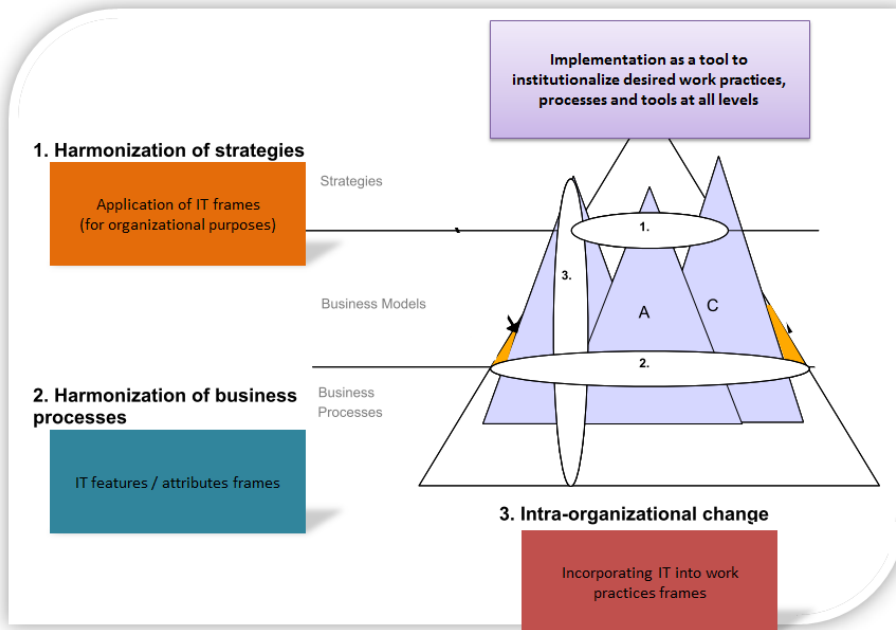 Implementation as a tool to
institutionalize desired work practices,
processes and tools at all levels
1. Harmonization of strategies
Application of IT frames
(for organizational purposes)
Strategies
1.
3.
Business Models
A
C
2.
2. Harmonization of business
processes
Business
Processes
IT features / attributes frames
3. Intra-organizational change
Incorporating IT into work
practices frames